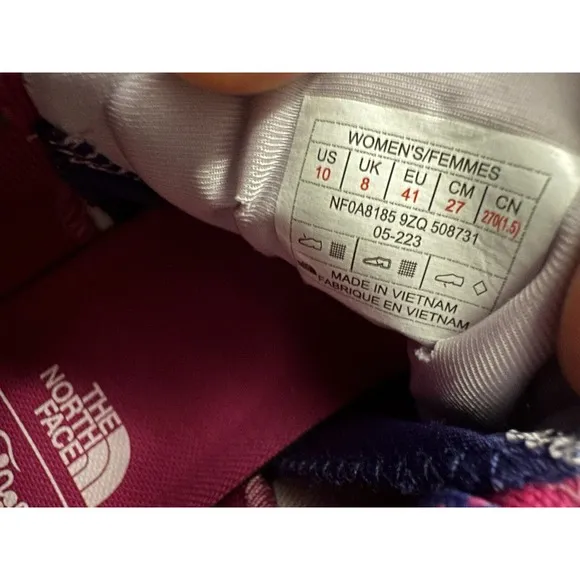 WOMEN'S/FEMMES
US UK EU CM CN
10 8 41 27 270(1.5)
NF0A8185 9ZQ 508731
05-223
MADE IN VIETNAM
FABRIQUE EN VIETNAM
THE
NORTH
FACE